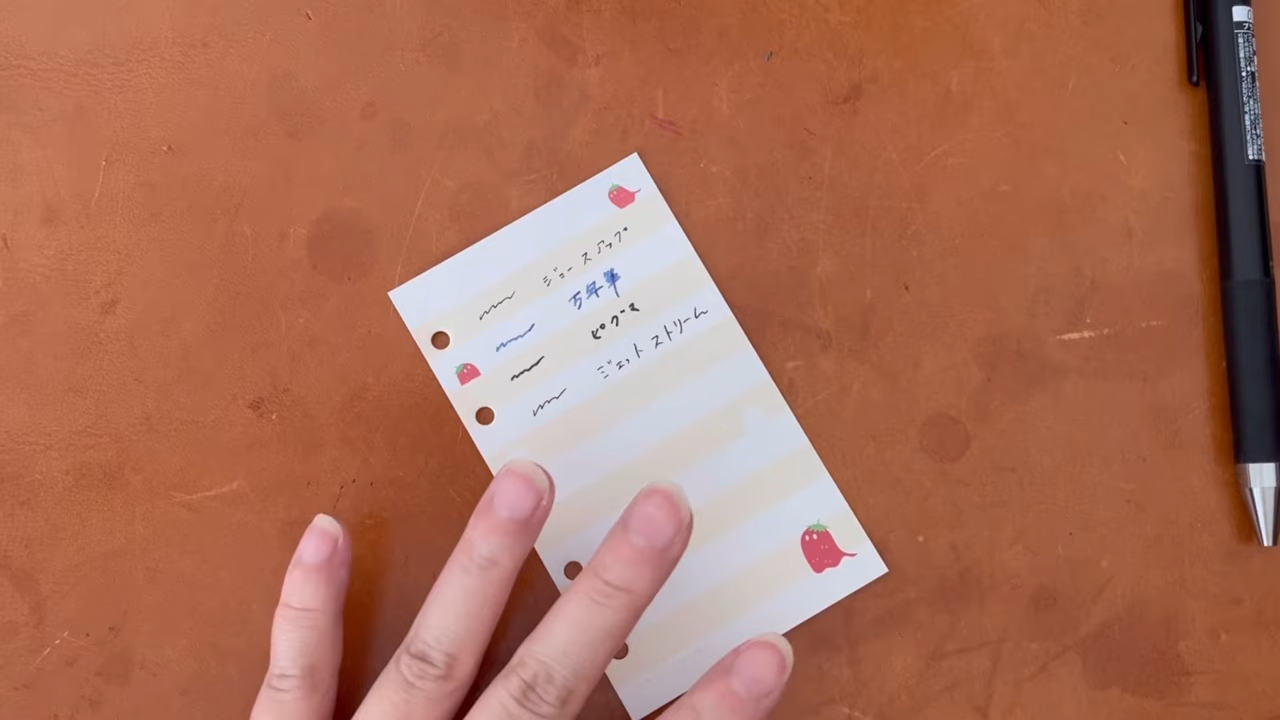 ジュースアップ
万年筆
ピグマ
ジェットストリーム